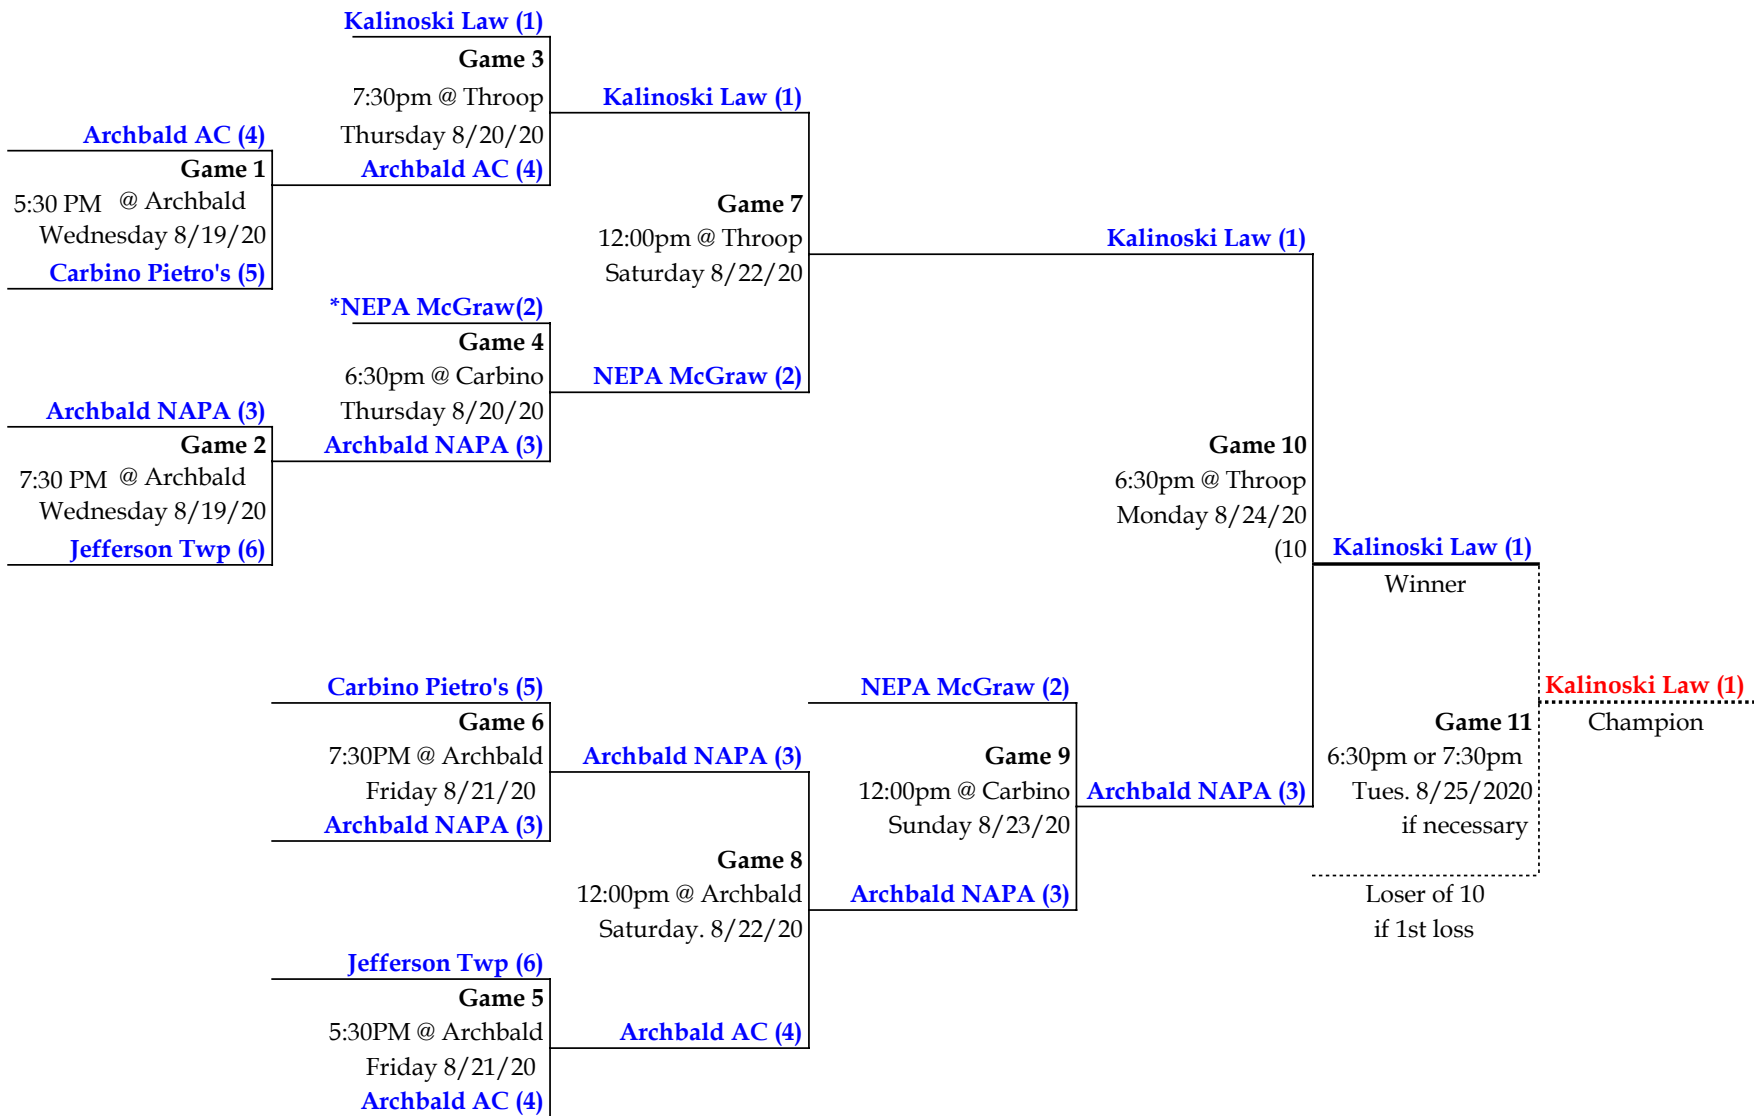 Kalinoski Law (1)
Game 3
7:30pm @ Throop
Thursday 8/20/20
Archbald AC (4)
Kalinoski Law (1)
Archbald AC (4)
Game 1
5:30 PM @ Archbald
Wednesday 8/19/20
Carbino Pietro's (5)
Game 7
12:00pm @ Throop
Saturday 8/22/20
Kalinoski Law (1)
*NEPA McGraw(2)
Game 4
6:30pm @ Carbino
Thursday 8/20/20
Archbald NAPA (3)
NEPA McGraw (2)
Archbald NAPA (3)
Game 2
7:30 PM @ Archbald
Wednesday 8/19/20
Jefferson Twp (6)
Game 10
6:30pm @ Throop
Monday 8/24/20
(10
Kalinoski Law (1)
Winner
Carbino Pietro's (5)
Game 6
7:30PM @ Archbald
Friday 8/21/20
Archbald NAPA (3)
Archbald NAPA (3)
NEPA McGraw (2)
Game 9
12:00pm @ Carbino
Sunday 8/23/20
Archbald NAPA (3)
Archbald NAPA (3)
Game 11
6:30pm or 7:30pm
Tues. 8/25/2020
if necessary
Kalinoski Law (1)
Champion
Loser of 10
if 1st loss
Game 8
12:00pm @ Archbald
Saturday. 8/22/20
Jefferson Twp (6)
Game 5
5:30PM @ Archbald
Friday 8/21/20
Archbald AC (4)
Archbald AC (4)